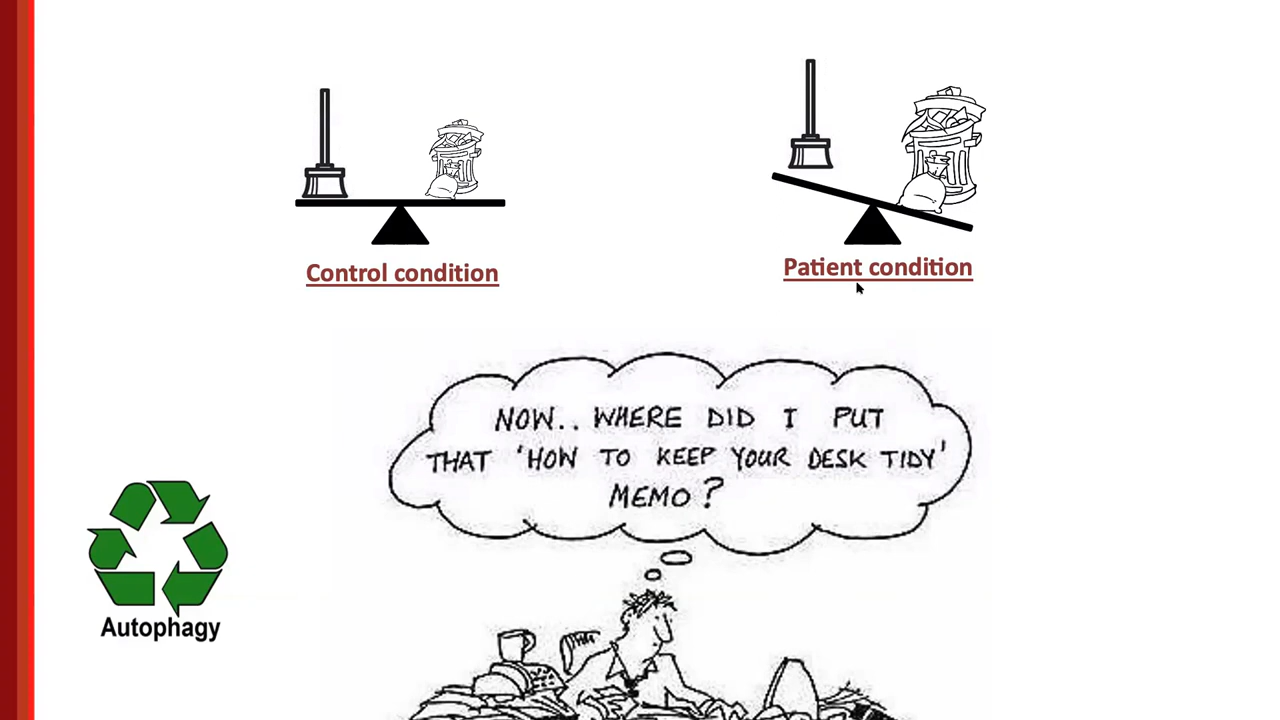 Control condition
Patient condition
NOW.. WHERE DID I PUT
THAT 'HOW TO KEEP YOUR DESK TIDY'
MEMO?
Autophagy